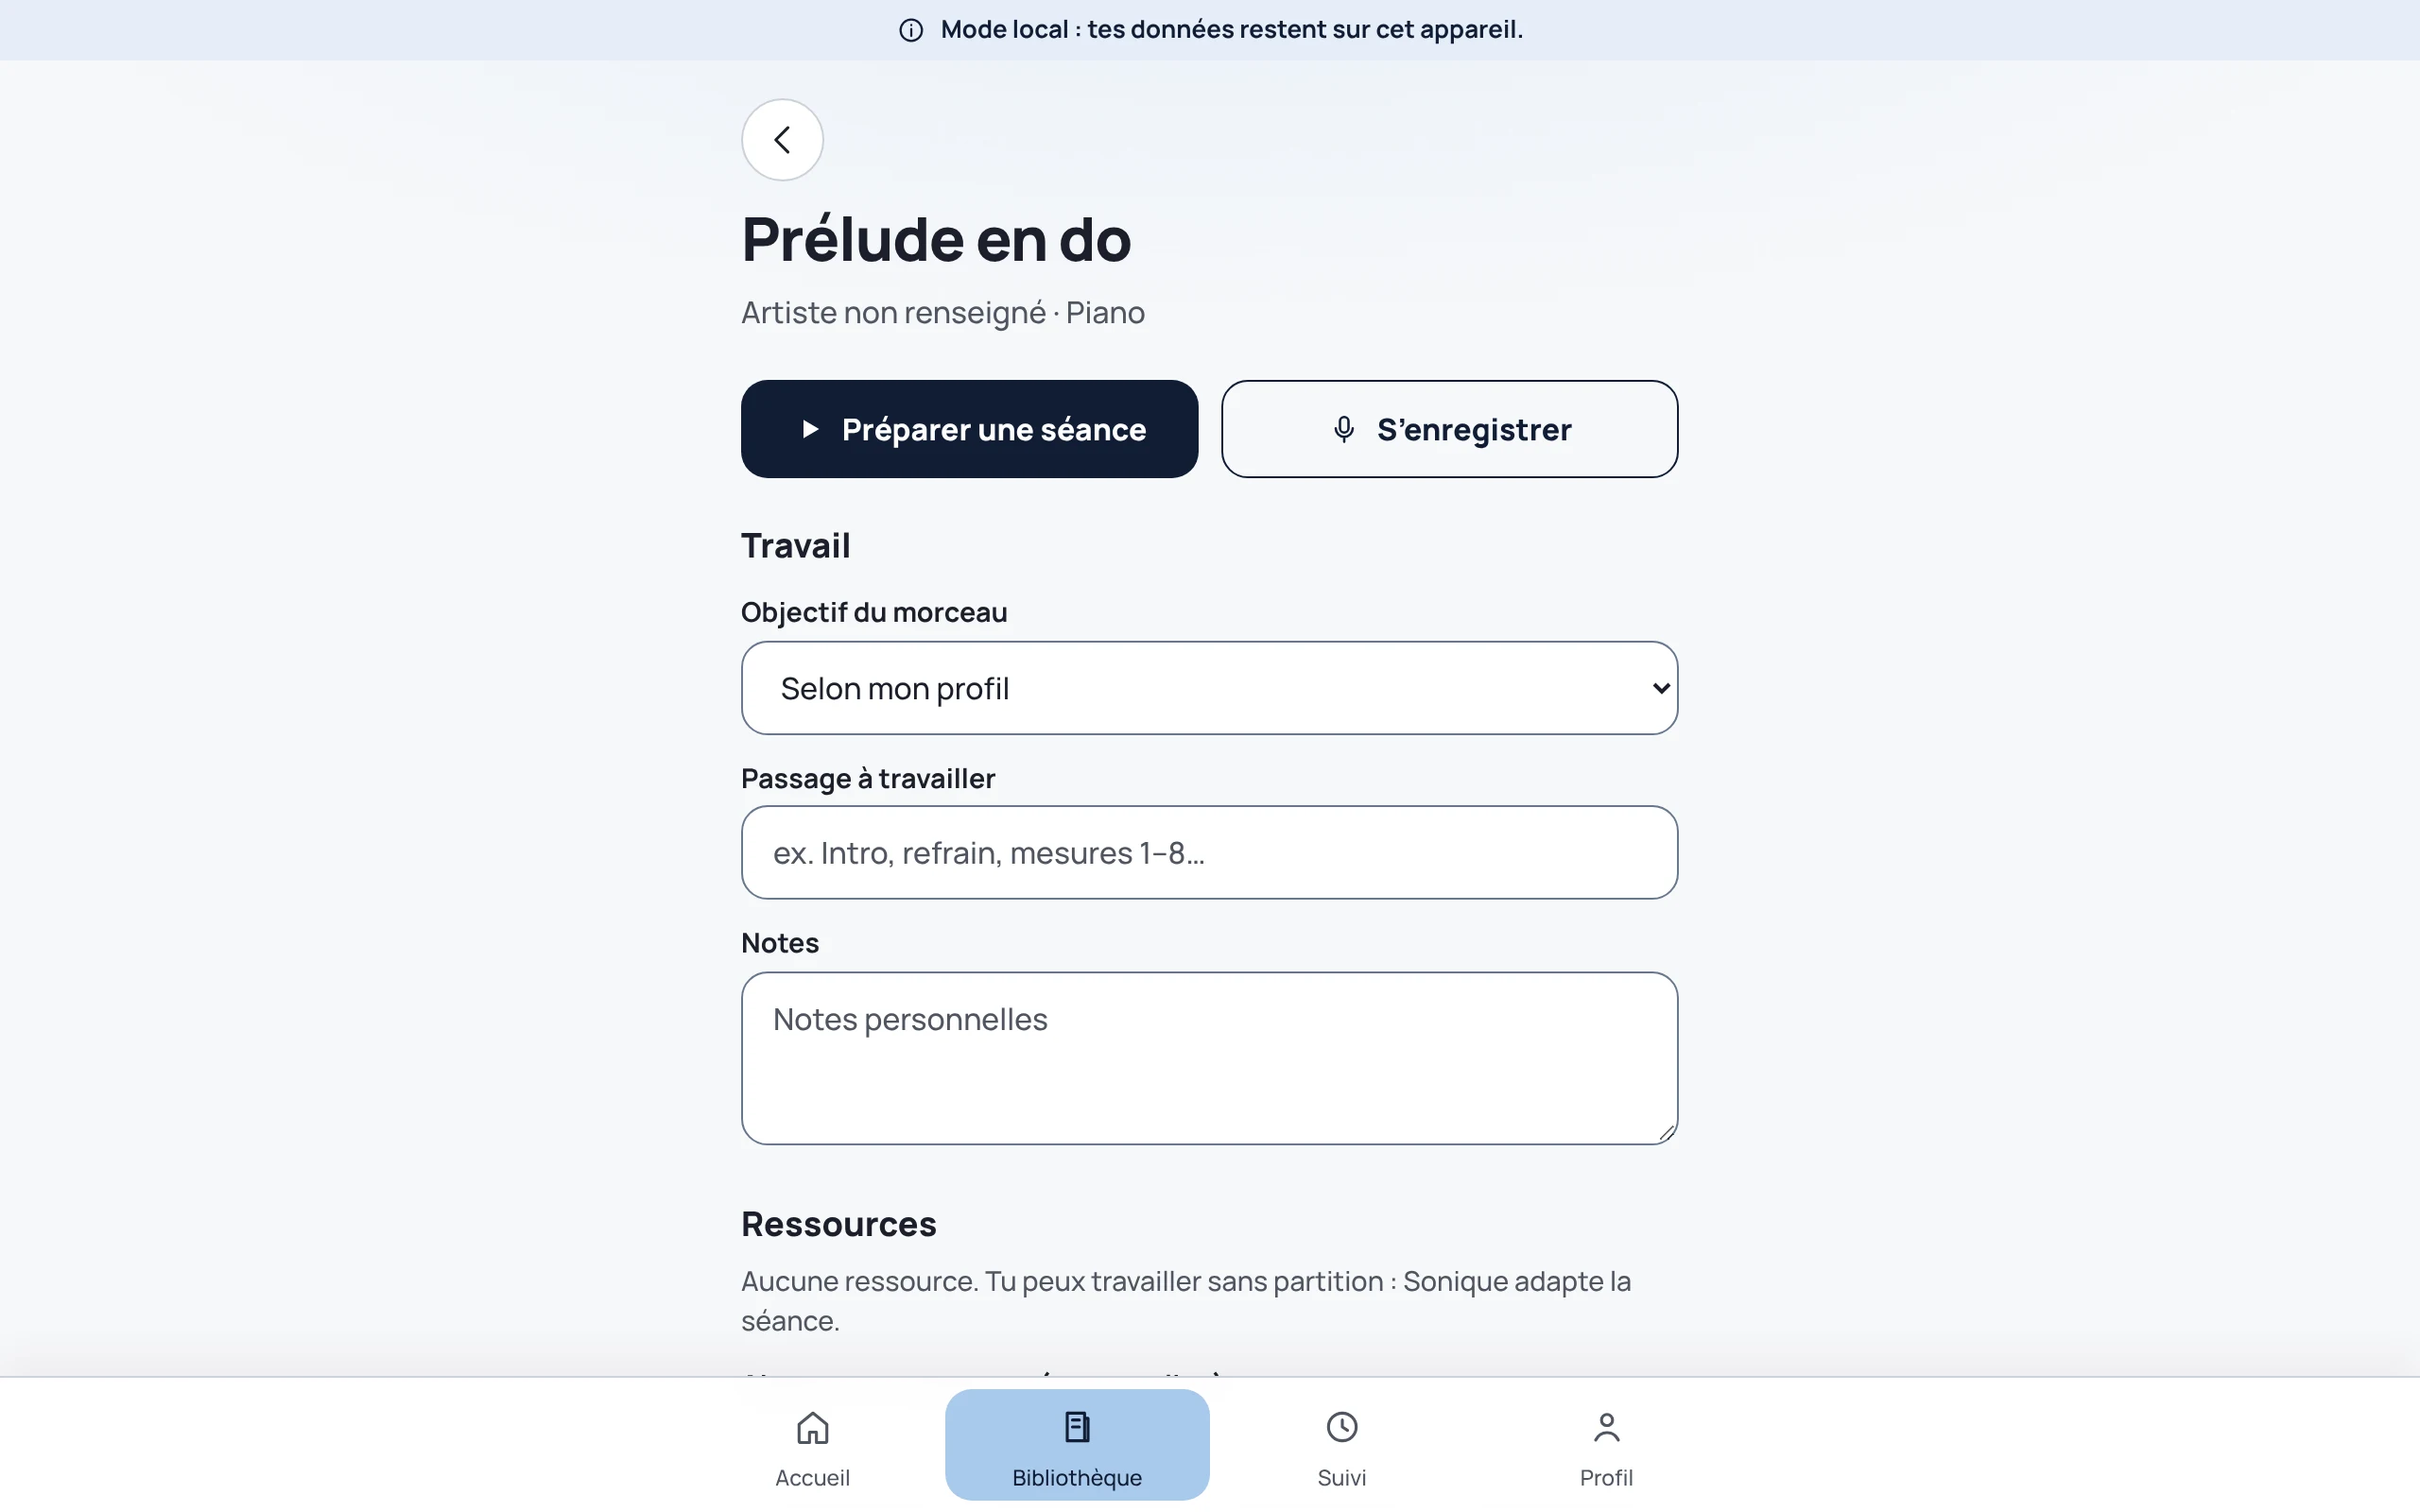 Mode local : tes données restent sur cet appareil.
Prélude en do
Artiste non renseigné · Piano
Préparer une séance
S’enregistrer
Travail
Objectif du morceau
Selon mon profil
Passage à travailler
ex. Intro, refrain, mesures 1–8…
Notes
Notes personnelles
Ressources
Aucune ressource. Tu peux travailler sans partition : Sonique adapte la
séance.
Accueil
Bibliothèque
Suivi
Profil